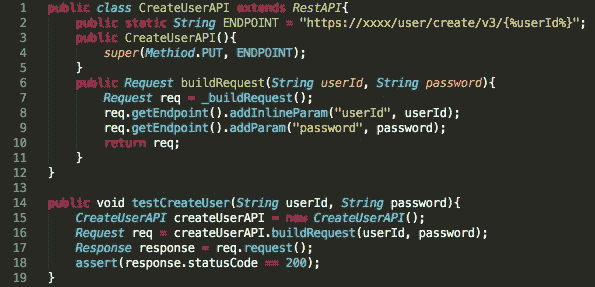 1 public class CreateUserAPI extends RestAPI{
2 public static String ENDPOINT = "https://xxxx/user/create/v3/{%userId%}";
3 public CreateUserAPI(){
4 super(Methiod.PUT, ENDPOINT);
5 }
6 public Request buildRequest(String userId, String password){
7 Request req = _buildRequest();
8 req.getEndpoint().addInlineParam("userId", userId);
9 req.getEndpoint().addParam("password", password);
10 return req;
11 }
12 }
13
14 public void testCreateUser(String userId, String password){
15 CreateUserAPI createUserAPI = new CreateUserAPI();
16 Request req = createUserAPI.buildRequest(userId, password);
17 Response response = req.request();
18 assert(response.statusCode == 200);
19 }